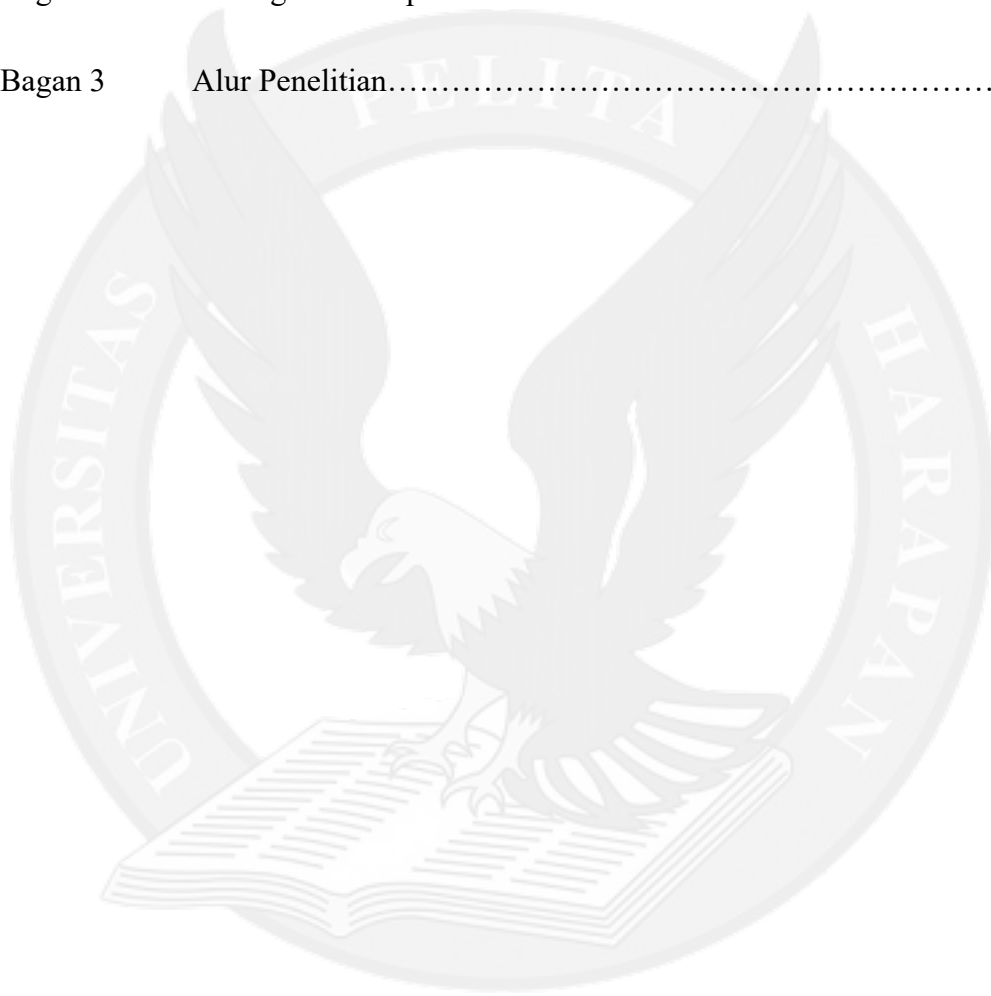 Bagan 3 Alur Penelitian……………………………………………………
UNIVERSITAS PELITA HARAPAN